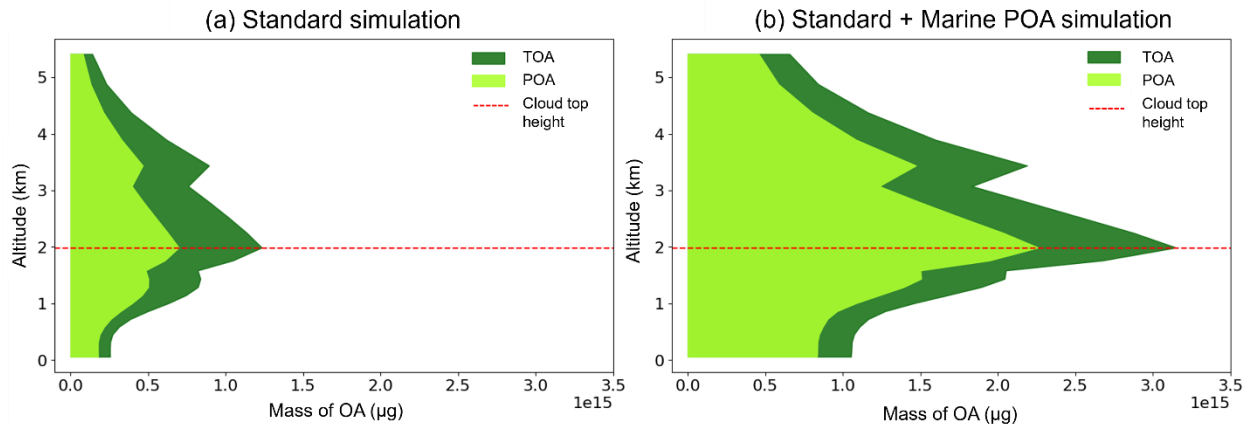 (a) Standard simulation
TOA
POA
Cloud top
height
5
4
3
2
1
0
Altitude (km)
0.0 0.5 1.0 1.5 2.0 2.5 3.0 3.5
1e15
Mass of OA (μg)
(b) Standard + Marine POA simulation
TOA
POA
Cloud top
height
5
4
3
2
1
0
Altitude (km)
0.0 0.5 1.0 1.5 2.0 2.5 3.0 3.5
1e15
Mass of OA (μg)